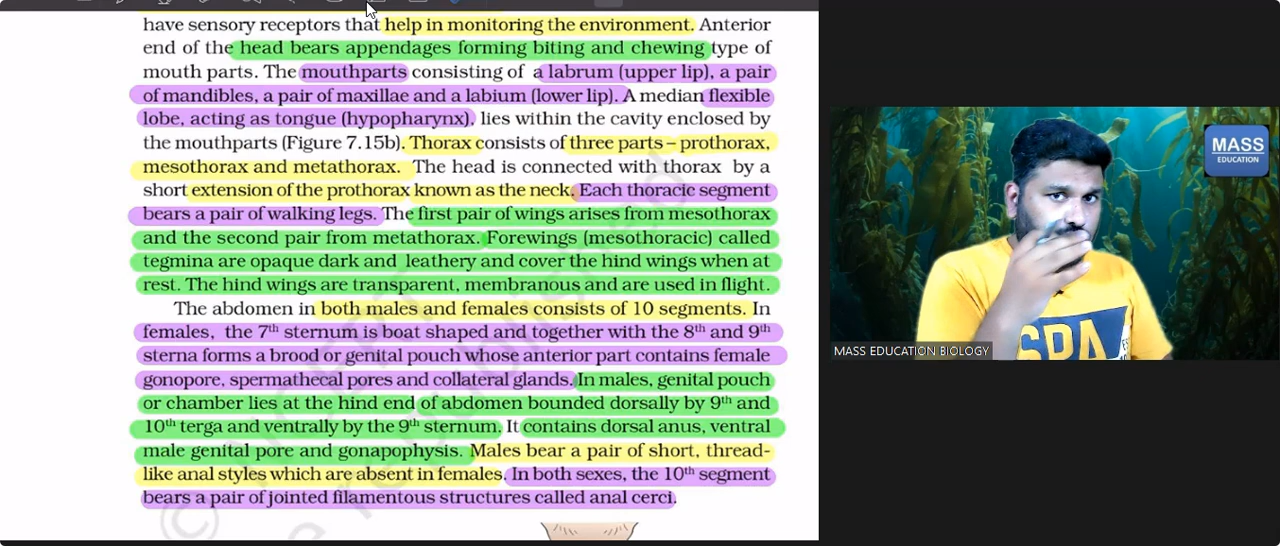 have sensory receptors that help in monitoring the environment. Anterior
end of the head bears appendages forming biting and chewing type of
mouth parts. The mouthparts consisting of a labrum (upper lip), a pair
of mandibles, a pair of maxillae and a labium (lower lip). A median flexible
lobe, acting as tongue (hypopharynx), lies within the cavity enclosed by
the mouthparts (Figure 7.15b). Thorax consists of three parts – prothorax,
mesothorax and metathorax. The head is connected with thorax by a
short extension of the prothorax known as the neck. Each thoracic segment
bears a pair of walking legs. The first pair of wings arises from mesothorax
and the second pair from metathorax. Forewings (mesothoracic) called
tegmina are opaque dark and leathery and cover the hind wings when at
rest. The hind wings are transparent, membranous and are used in flight.
The abdomen in both males and females consists of 10 segments. In
females, the 7th sternum is boat shaped and together with the 8th and 9th
sterna forms a brood or genital pouch whose anterior part contains female
gonopore, spermathecal pores and collateral glands. In males, genital pouch
or chamber lies at the hind end of abdomen bounded dorsally by 9th and
10th terga and ventrally by the 9th sternum. It contains dorsal anus, ventral
male genital pore and gonapophysis. Males bear a pair of short, thread-
like anal styles which are absent in females. In both sexes, the 10th segment
bears a pair of jointed filamentous structures called anal cerci.
MASS
EDUCATION
MASS EDUCATION BIOLOGY